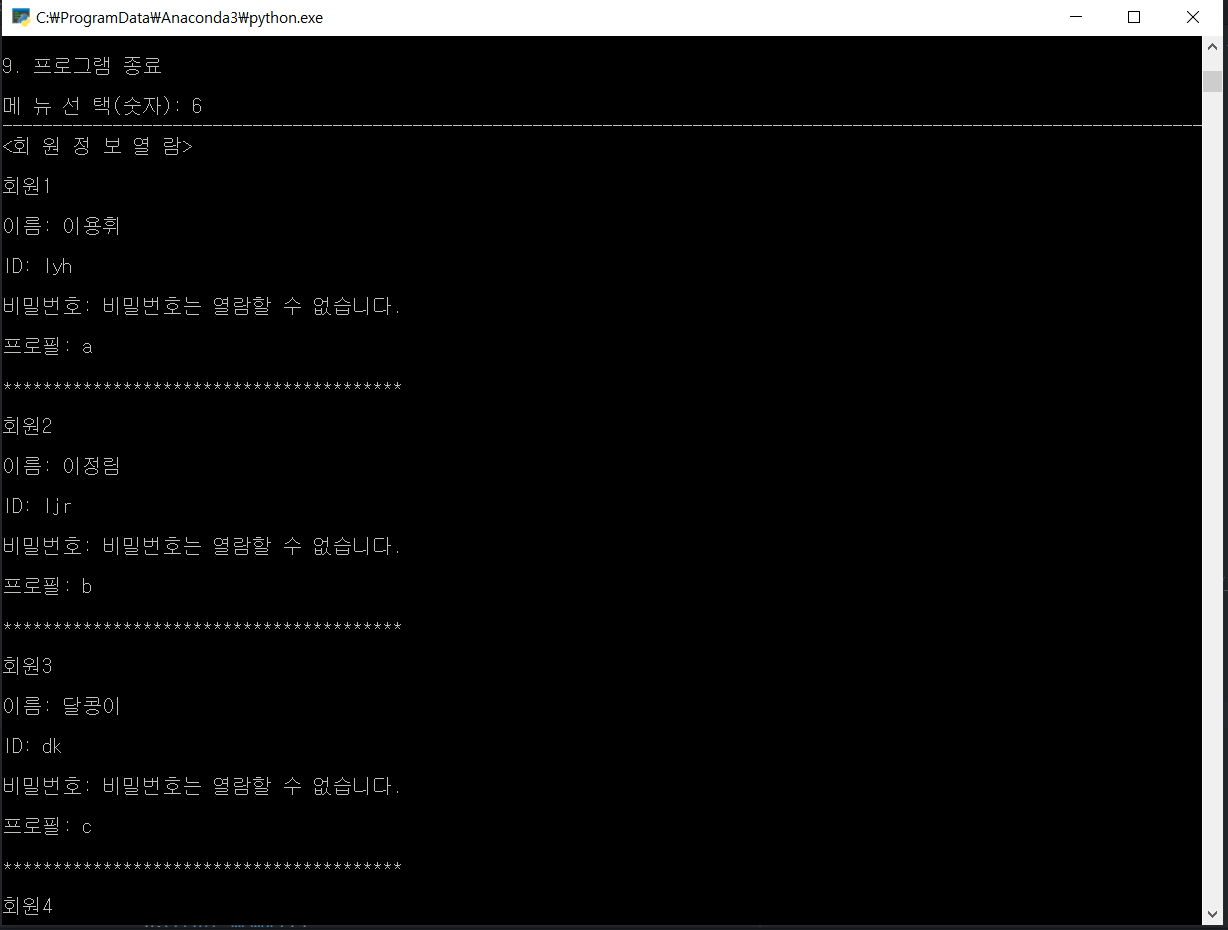 C:\ProgramData\Anaconda3\python.exe
9. 프로그램 종료
메 뉴 선 택(숫자): 6
------------------------------------------------------------------------------------------------------------------------
<회 원 정 보 열 람>
회원1
이름: 이용휘
ID: lyh
비밀번호: 비밀번호는 열람할 수 없습니다.
프로필: a
****************************************
회원2
이름: 이정림
ID: ljr
비밀번호: 비밀번호는 열람할 수 없습니다.
프로필: b
****************************************
회원3
이름: 달콩이
ID: dk
비밀번호: 비밀번호는 열람할 수 없습니다.
프로필: c
****************************************
회원4